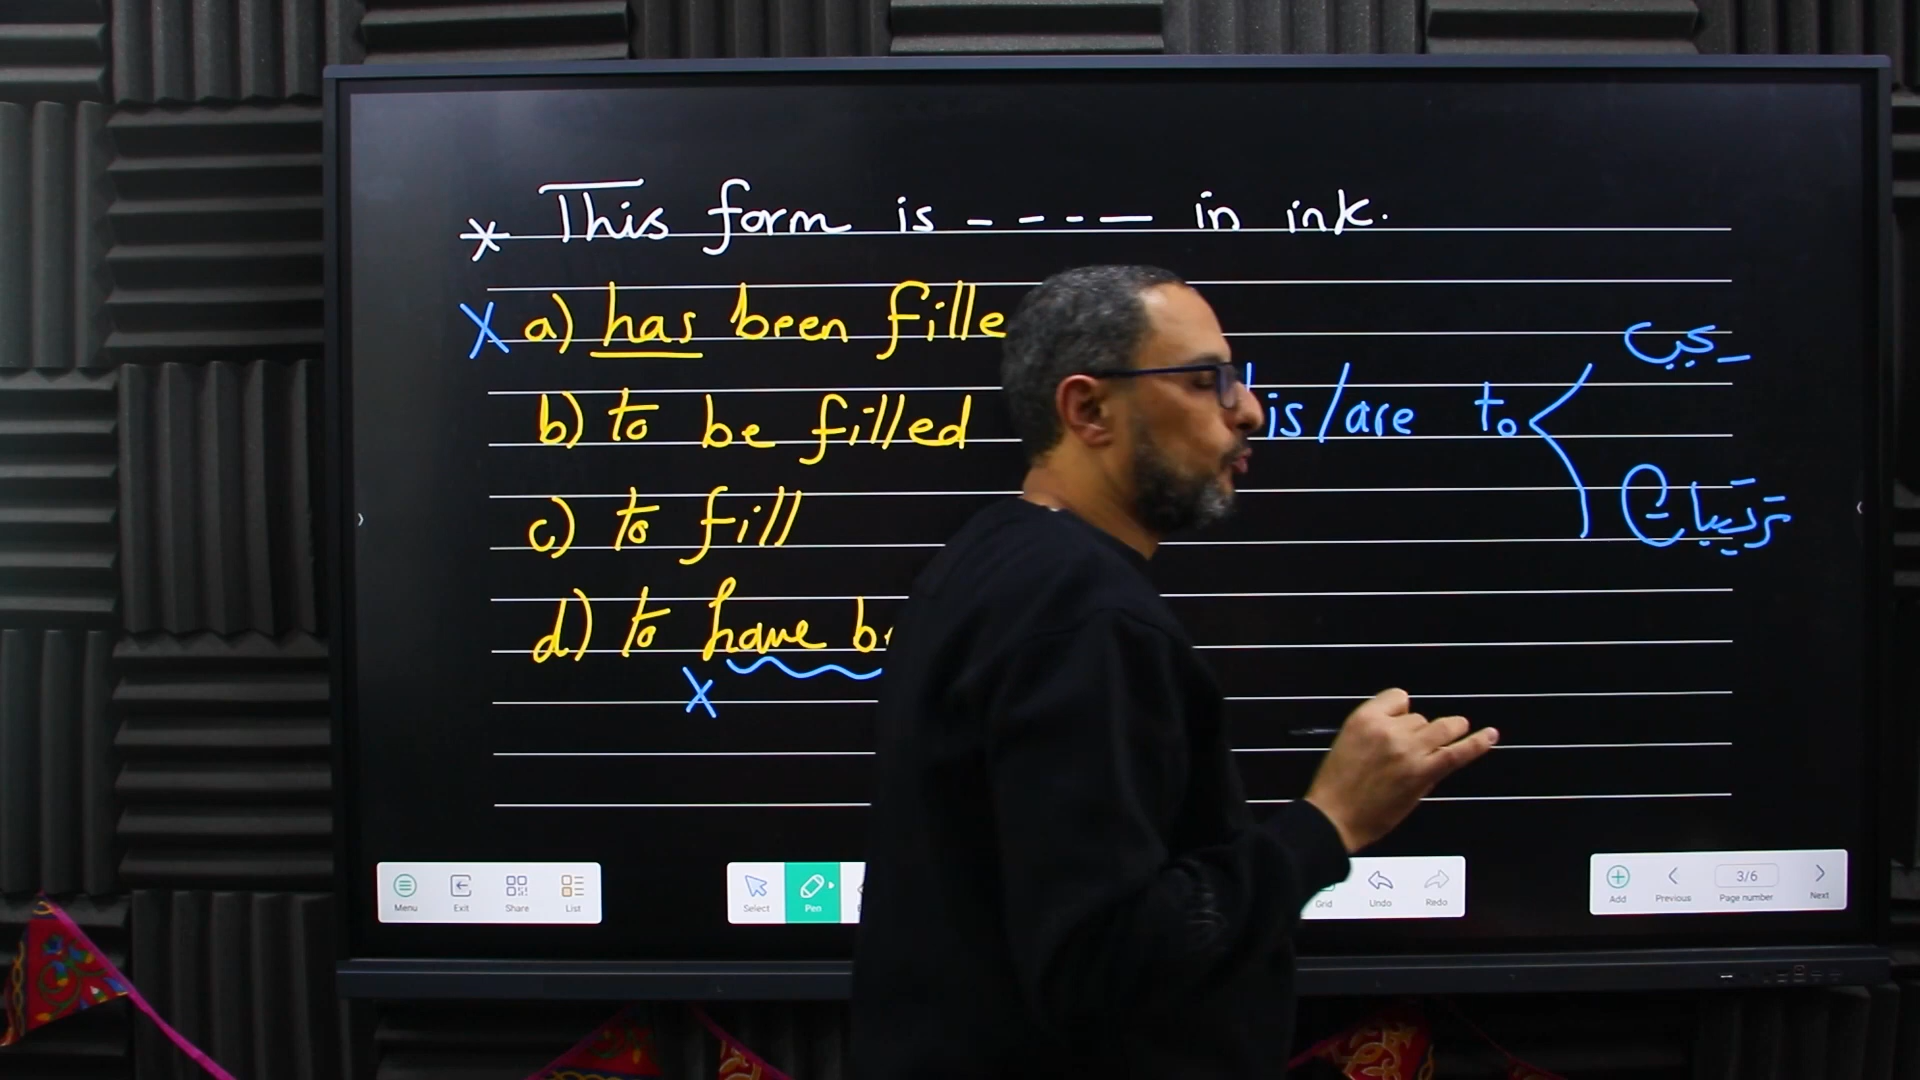 * This form is ----- in ink.
X a) has been fille
b) to be filled
c) to fill
d) to have be
X
is/are to
يجب
ترتيبات
Menu Exit Share List
Select Pen
Grid Undo Redo
Add Previous 3/6 Page number Next